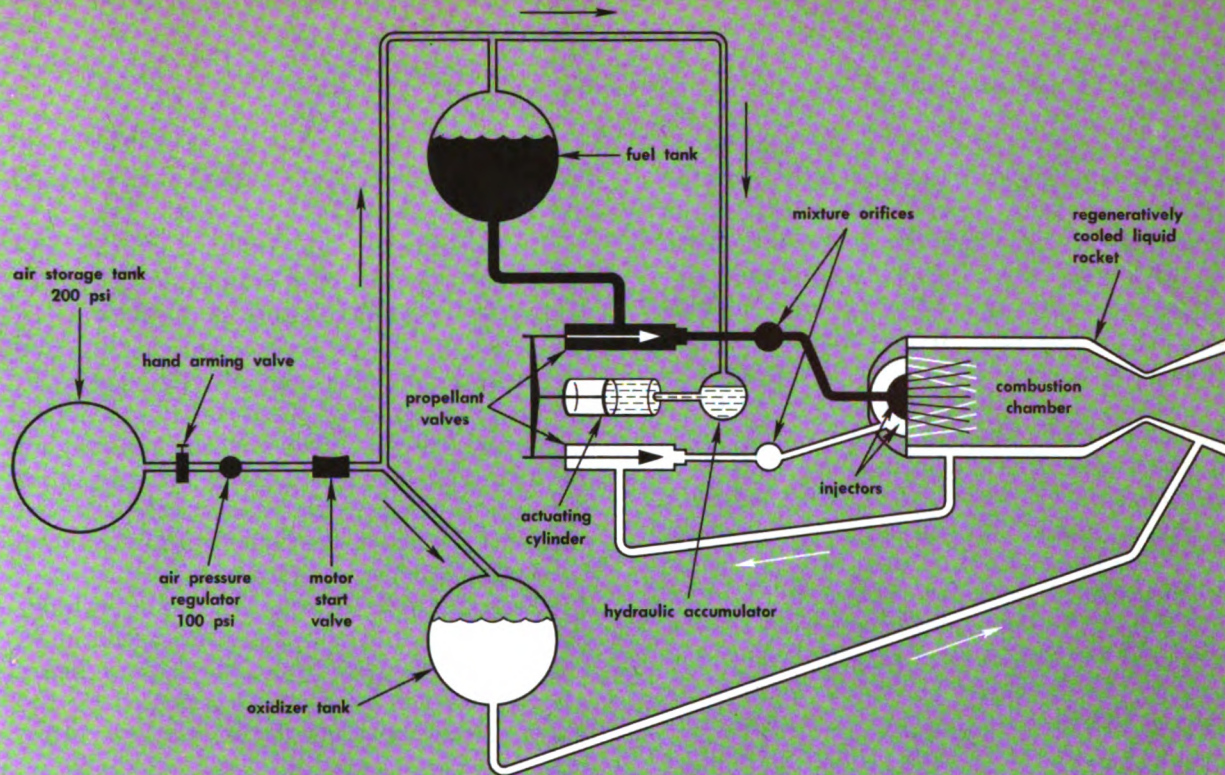 fuel tank
mixture orifices
regeneratively
cooled liquid
rocket
air storage tank
200 psi
hand arming valve
propellant
valves
combustion
chamber
injectors
actuating
cylinder
air pressure
regulator
100 psi
motor
start
valve
hydraulic accumulator
oxidizer tank